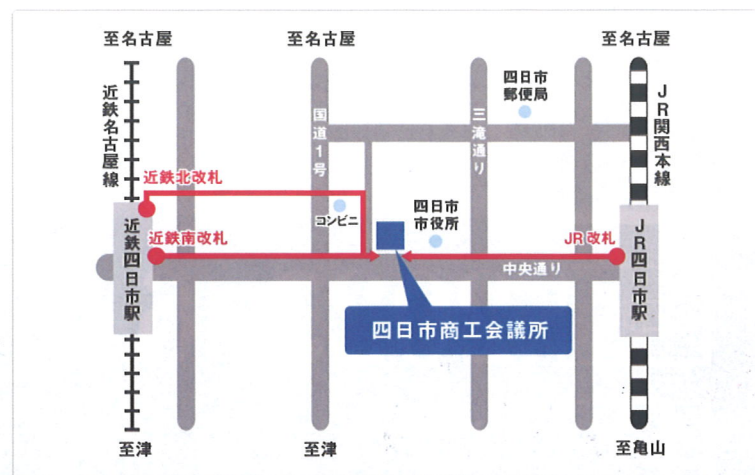 至名古屋
至名古屋
至名古屋
近鉄名古屋線
国道1号
三滝通り
四日市
郵便局
JR関西本線
近鉄北改札
コンビニ
四日市
市役所
近鉄南改札
JR改札
近鉄四日市駅
中央通り
JR四日市駅
四日市商工会議所
至津
至津
至亀山